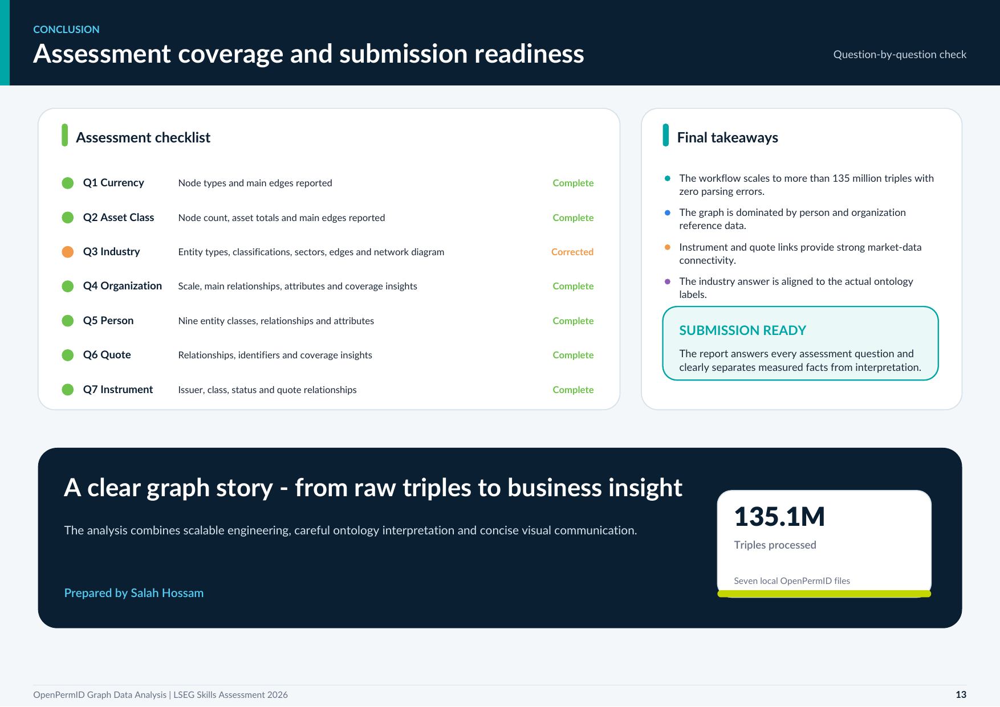 CONCLUSION
Assessment coverage and submission readiness
Question-by-question check
Assessment checklist
Q1 Currency Node types and main edges reported Complete
Q2 Asset Class Node count, asset totals and main edges reported Complete
Q3 Industry Entity types, classifications, sectors, edges and network diagram Corrected
Q4 Organization Scale, main relationships, attributes and coverage insights Complete
Q5 Person Nine entity classes, relationships and attributes Complete
Q6 Quote Relationships, identifiers and coverage insights Complete
Q7 Instrument Issuer, class, status and quote relationships Complete
Final takeaways
The workflow scales to more than 135 million triples with
zero parsing errors.
The graph is dominated by person and organization
reference data.
Instrument and quote links provide strong market-data
connectivity.
The industry answer is aligned to the actual ontology
labels.
SUBMISSION READY
The report answers every assessment question and
clearly separates measured facts from interpretation.
A clear graph story - from raw triples to business insight
The analysis combines scalable engineering, careful ontology interpretation and concise visual communication.
Prepared by Salah Hossam
135.1M
Triples processed
Seven local OpenPermID files
OpenPermID Graph Data Analysis | LSEG Skills Assessment 2026
13